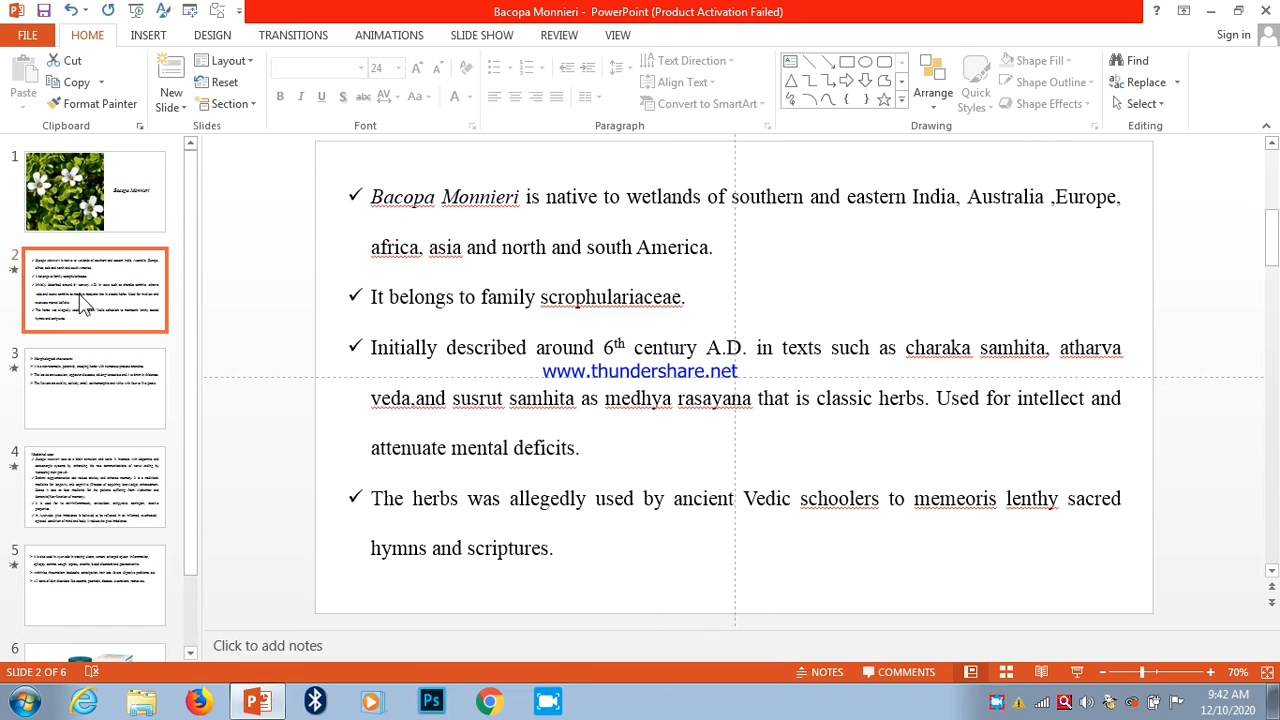 Bacopa Monnieri - PowerPoint (Product Activation Failed)
FILE HOME INSERT DESIGN TRANSITIONS ANIMATIONS SLIDE SHOW REVIEW VIEW Sign in
Paste Cut Copy Format Painter Clipboard
New Slide Layout Reset Section Slides
24 B I U S abc AV Aa A Font
Text Direction Align Text Convert to SmartArt Paragraph
Arrange Quick Styles Shape Fill Shape Outline Shape Effects Drawing
Find Replace Select Editing
1 Bacopa Monnieri
2
3
4
5
6
Bacopa Monnieri is native to wetlands of southern and eastern India, Australia ,Europe,
africa, asia and north and south America.
It belongs to family scrophulariaceae.
Initially described around 6th century A.D. in texts such as charaka samhita, atharva
www.thundershare.net
veda,and susrut samhita as medhya rasayana that is classic herbs. Used for intellect and
attenuate mental deficits.
The herbs was allegedly used by ancient Vedic schoolers to memeoris lenthy sacred
hymns and scriptures.
Click to add notes
SLIDE 2 OF 6 NOTES COMMENTS 70%
9:42 AM
12/10/2020